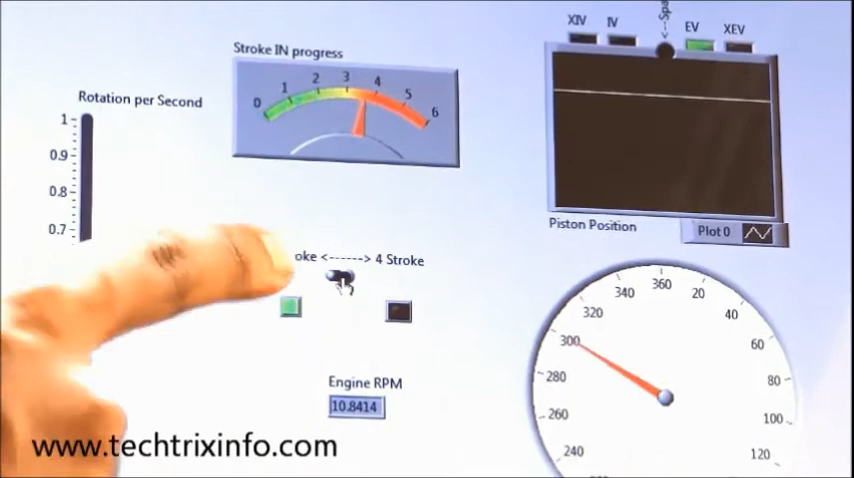 XIV IV <--Spa EV XEV
Stroke IN progress
0 1 2 3 4 5 6
Rotation per Second
1
0.9
0.8
0.7
Piston Position
Plot 0
oke <------> 4 Stroke
360
340 20
320 40
300 60
280 80
260 100
240 120
Engine RPM
10.8414
www.techtrixinfo.com